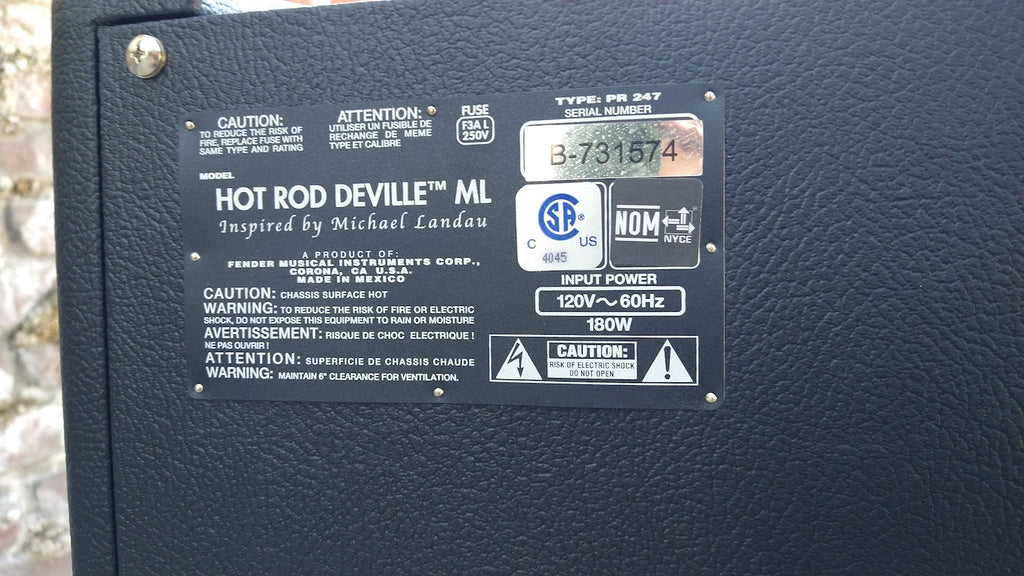 CAUTION:
TO REDUCE THE RISK OF
FIRE, REPLACE FUSE WITH
SAME TYPE AND RATING
ATTENTION:
UTILISER UN FUSIBLE DE
RECHANGE DE MEME
TYPE ET CALIBRE
FUSE
F3A L
250V
TYPE: PR 247
SERIAL NUMBER
B-731574
MODEL
HOT ROD DEVILLE™ ML
Inspired by Michael Landau
CSA®
C US
4045
NOM
NYCE
A PRODUCT OF:
FENDER MUSICAL INSTRUMENTS CORP.,
CORONA, CA U.S.A.
MADE IN MEXICO
INPUT POWER
120V~60Hz
180W
CAUTION: CHASSIS SURFACE HOT
WARNING: TO REDUCE THE RISK OF FIRE OR ELECTRIC
SHOCK, DO NOT EXPOSE THIS EQUIPMENT TO RAIN OR MOISTURE
AVERTISSEMENT: RISQUE DE CHOC ELECTRIQUE !
NE PAS OUVRIR !
ATTENTION: SUPERFICIE DE CHASSIS CHAUDE
WARNING: MAINTAIN 6" CLEARANCE FOR VENTILATION.
CAUTION:
RISK OF ELECTRIC SHOCK
DO NOT OPEN